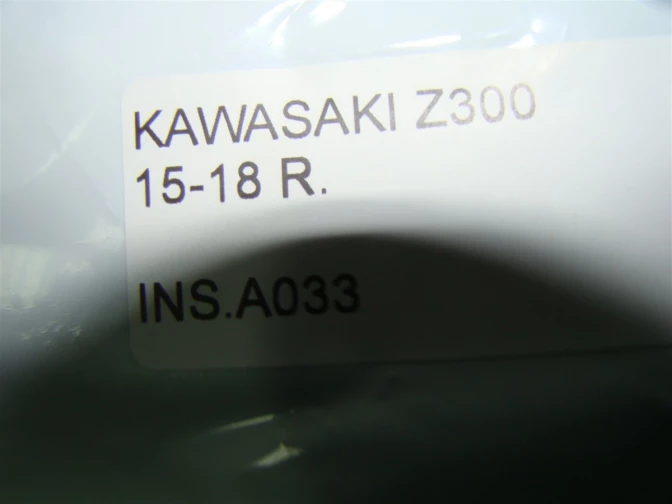 KAWASAKI Z300
15-18 R.
INS.A033